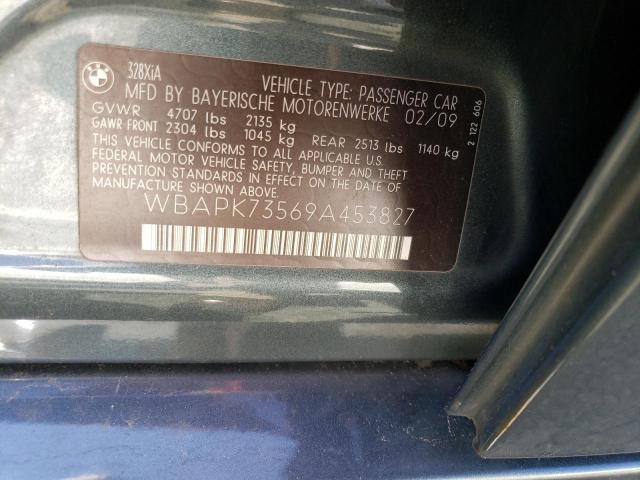 BMW
328XiA
VEHICLE TYPE: PASSENGER CAR
MFD BY BAYERISCHE MOTORENWERKE 02/09
GVWR 4707 lbs 2135 kg
GAWR FRONT 2304 lbs 1045 kg REAR 2513 lbs 1140 kg
THIS VEHICLE CONFORMS TO ALL APPLICABLE U.S.
FEDERAL MOTOR VEHICLE SAFETY, BUMPER AND THEFT
PREVENTION STANDARDS IN EFFECT ON THE DATE OF
MANUFACTURE SHOWN ABOVE.
WBAPK73569A453827
2 122 606